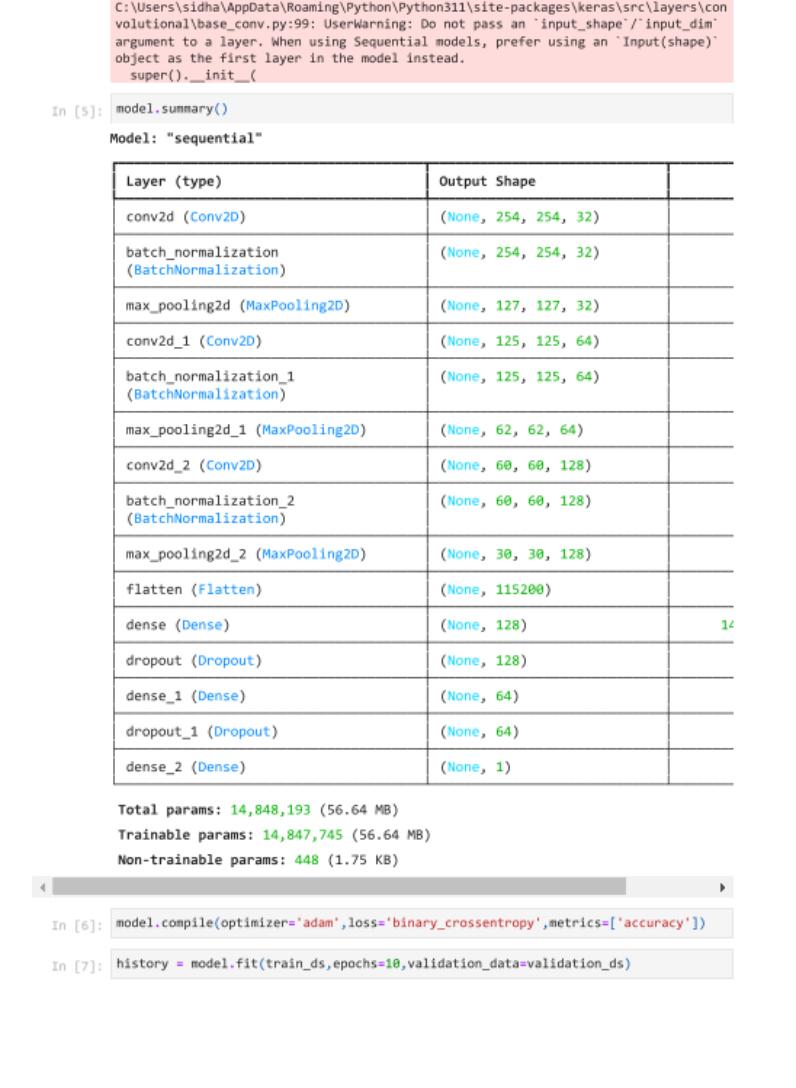 C:\Users\sidha\AppData\Roaming\Python\Python311\site-packages\keras\src\layers\con
volutional\base_conv.py:99: UserWarning: Do not pass an `input_shape`/`input_dim`
argument to a layer. When using Sequential models, prefer using an `Input(shape)`
object as the first layer in the model instead.
super().__init__(
In [5]: model.summary()
Model: "sequential"
Layer (type) Output Shape
conv2d (Conv2D) (None, 254, 254, 32)
batch_normalization (None, 254, 254, 32)
(BatchNormalization)
max_pooling2d (MaxPooling2D) (None, 127, 127, 32)
conv2d_1 (Conv2D) (None, 125, 125, 64)
batch_normalization_1 (None, 125, 125, 64)
(BatchNormalization)
max_pooling2d_1 (MaxPooling2D) (None, 62, 62, 64)
conv2d_2 (Conv2D) (None, 60, 60, 128)
batch_normalization_2 (None, 60, 60, 128)
(BatchNormalization)
max_pooling2d_2 (MaxPooling2D) (None, 30, 30, 128)
flatten (Flatten) (None, 115200)
dense (Dense) (None, 128) 14
dropout (Dropout) (None, 128)
dense_1 (Dense) (None, 64)
dropout_1 (Dropout) (None, 64)
dense_2 (Dense) (None, 1)
Total params: 14,848,193 (56.64 MB)
Trainable params: 14,847,745 (56.64 MB)
Non-trainable params: 448 (1.75 KB)
In [6]: model.compile(optimizer='adam',loss='binary_crossentropy',metrics=['accuracy'])
In [7]: history = model.fit(train_ds,epochs=10,validation_data=validation_ds)